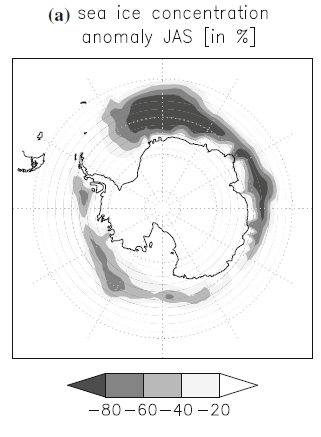 (a) sea ice concentration
anomaly JAS [in %]
−80 −60 −40 −20